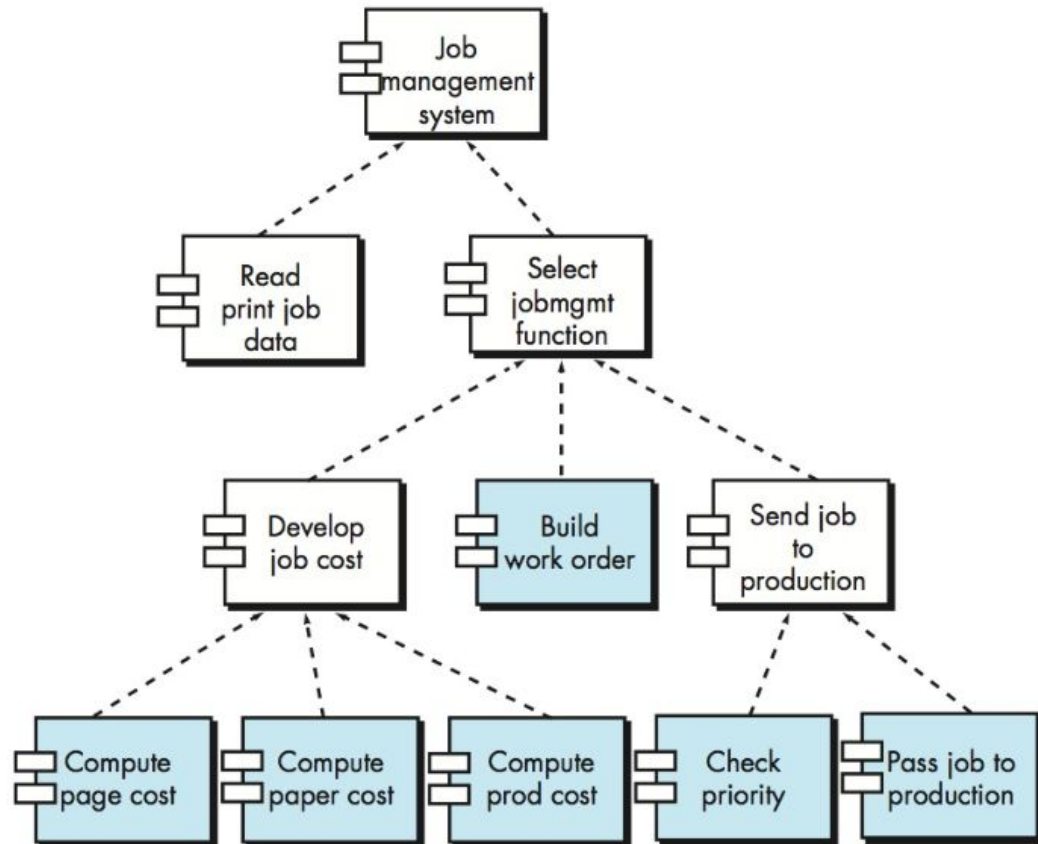 Job
management
system
Read
print job
data
Select
jobmgmt
function
Develop
job cost
Build
work order
Send job
to
production
Compute
page cost
Compute
paper cost
Compute
prod cost
Check
priority
Pass job to
production